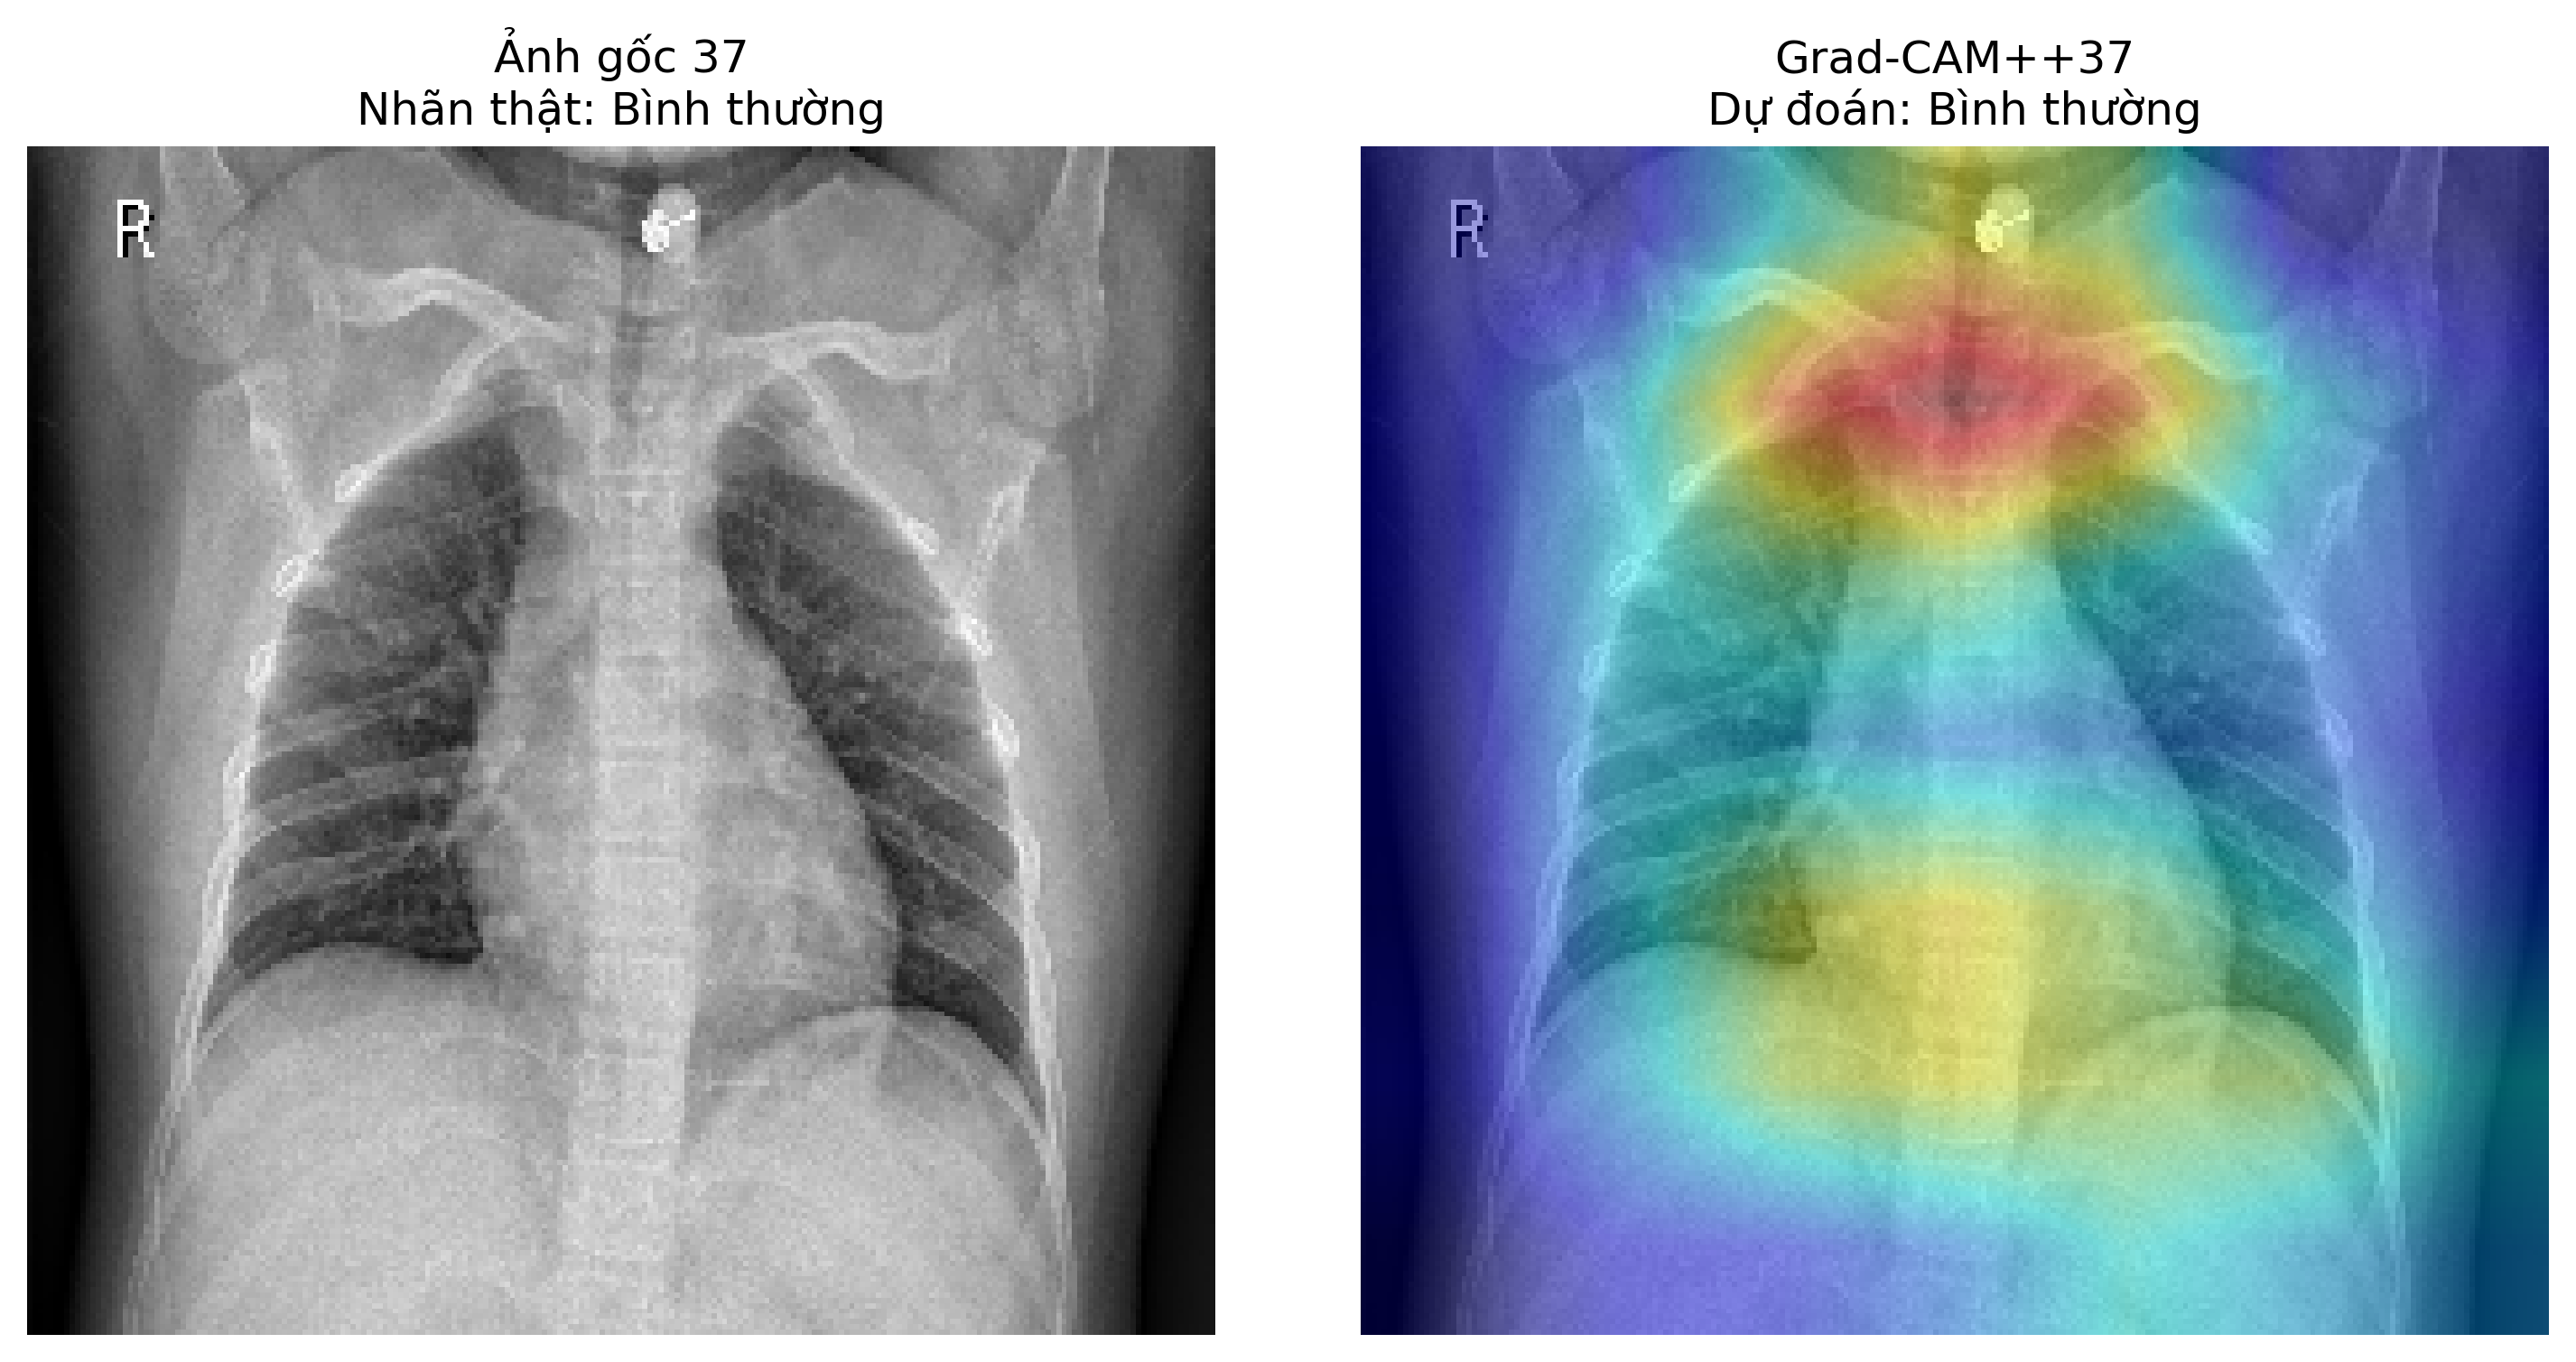 Ảnh gốc 37
Nhãn thật: Bình thường
Grad-CAM++37
Dự đoán: Bình thường
R
R